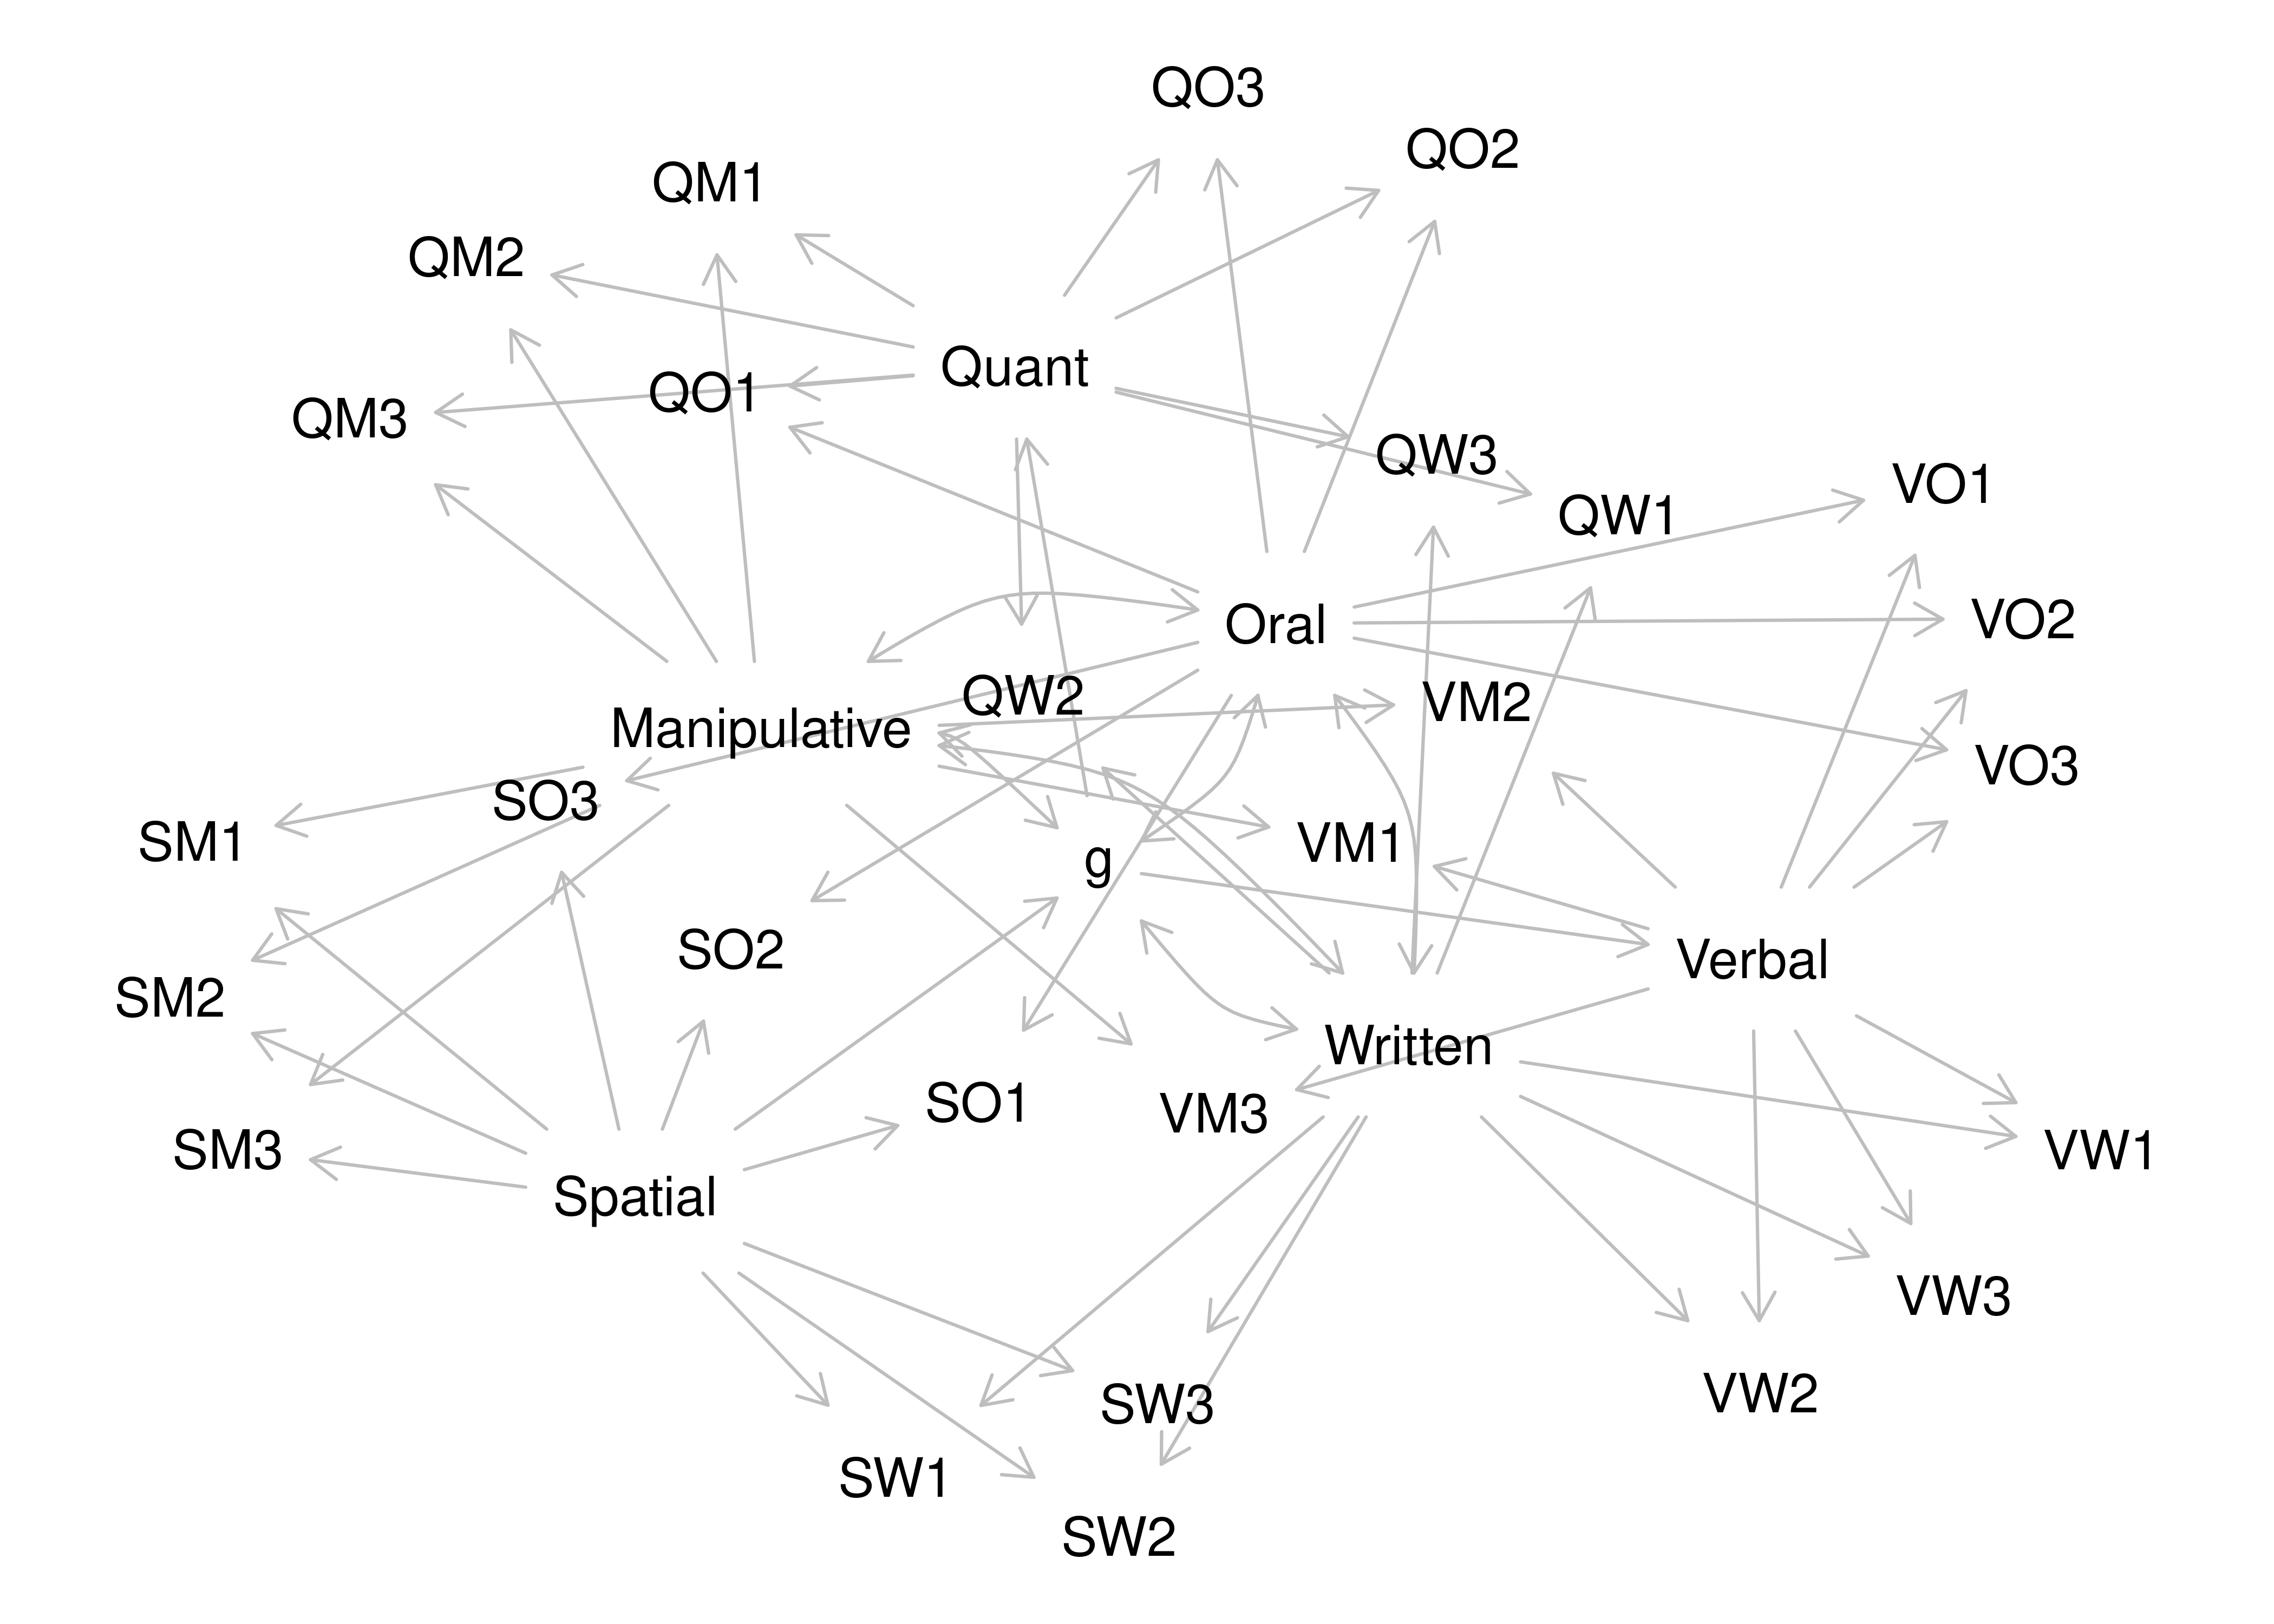 QO3
QO2
QM1
QM2
Quant
QO1
QM3
QW3
VO1
QW1
VO2
Oral
QW2
VM2
Manipulative
VO3
SO3
SM1
VM1
g
SO2
Verbal
SM2
Written
SO1
VM3
SM3
VW1
Spatial
VW3
VW2
SW3
SW1
SW2